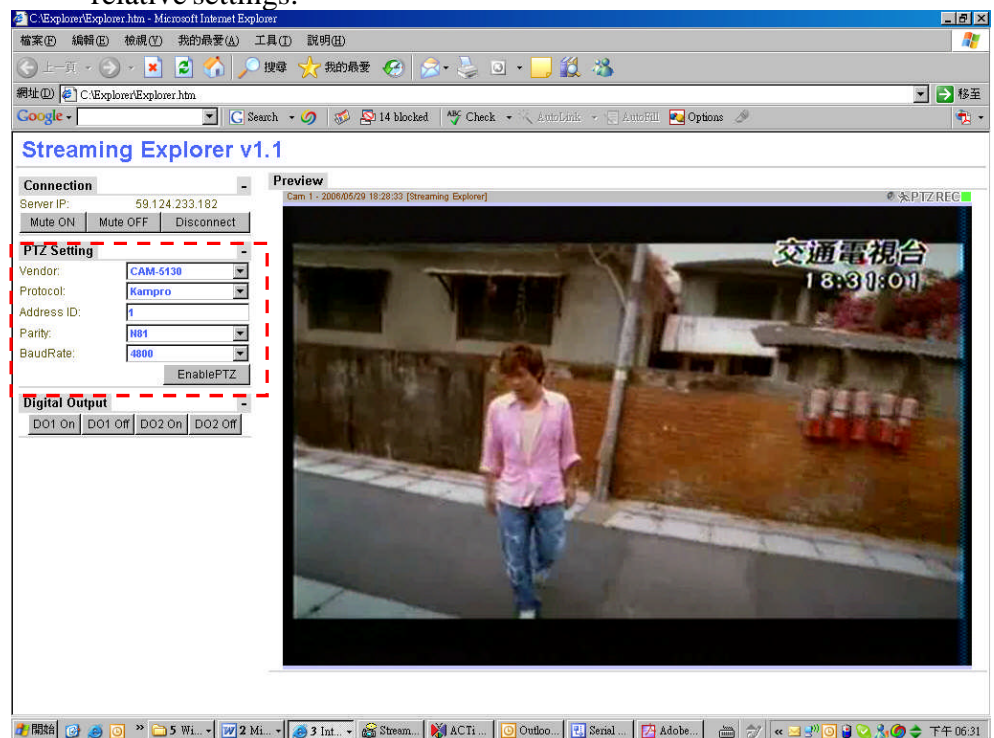 relative settings.
C:\Explorer\Explorer.htm - Microsoft Internet Explorer
檔案(F) 編輯(E) 檢視(V) 我的最愛(A) 工具(T) 說明(H)
上一頁 搜尋 我的最愛
網址(D) C:\Explorer\Explorer.htm 移至
Google Search 14 blocked ABC Check AutoLink AutoFill Options
Streaming Explorer v1.1
Connection -
Server IP: 59.124.233.182
Mute ON Mute OFF Disconnect
PTZ Setting -
Vendor: CAM-5130
Protocol: Kampro
Address ID: 1
Parity: N81
BaudRate: 4800
EnablePTZ
Digital Output -
DO1 On DO1 Off DO2 On DO2 Off
Preview
Cam 1 - 2006/05/29 18:28:33 [Streaming Explorer] PTZ REC
交通電視台
18:31:01
開始 » 5 Wi... 2 Mi... 3 Int... Stream... ACTi ... Outloo... Serial ... Adobe... « 下午 06:31